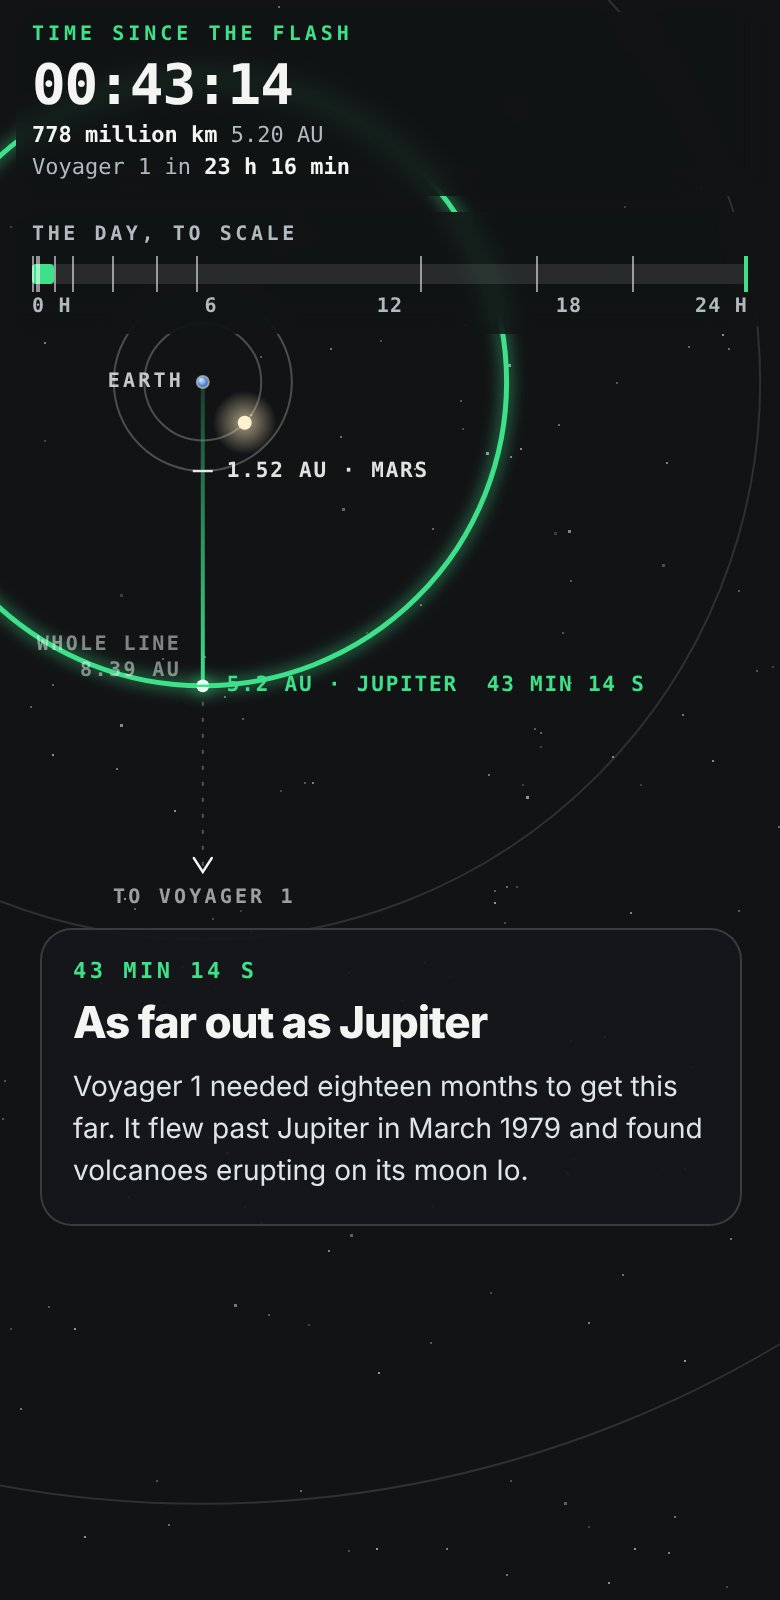 TIME SINCE THE FLASH
00:43:14
778 million km 5.20 AU
Voyager 1 in 23 h 16 min
THE DAY, TO SCALE
0 H 6 12 18 24 H
EARTH
1.52 AU · MARS
WHOLE LINE
8.39 AU
5.2 AU · JUPITER 43 MIN 14 S
TO VOYAGER 1
43 MIN 14 S
As far out as Jupiter
Voyager 1 needed eighteen months to get this
far. It flew past Jupiter in March 1979 and found
volcanoes erupting on its moon Io.